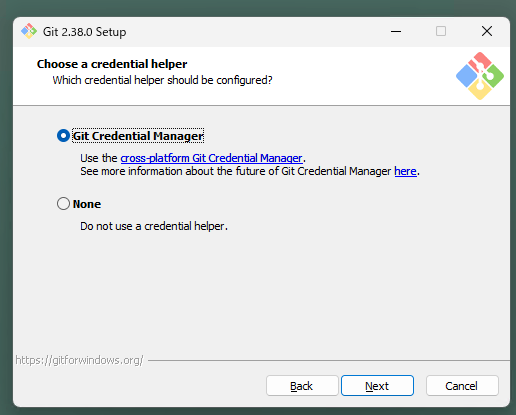 Git 2.38.0 Setup
Choose a credential helper
Which credential helper should be configured?
Git Credential Manager
Use the cross-platform Git Credential Manager.
See more information about the future of Git Credential Manager here.
None
Do not use a credential helper.
https://gitforwindows.org/
Back Next Cancel